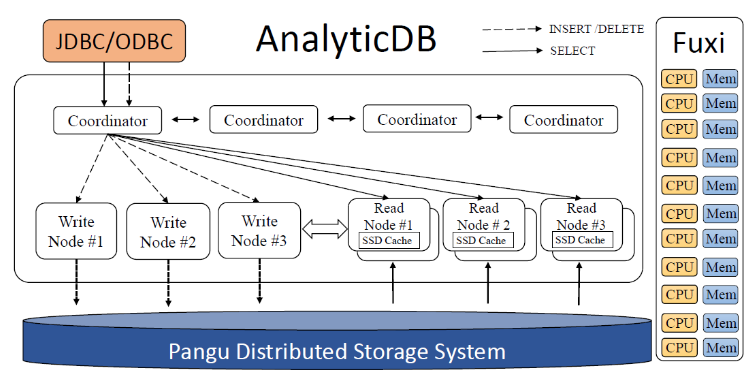 JDBC/ODBC
AnalyticDB
INSERT /DELETE
SELECT
Fuxi
Coordinator
Coordinator
Coordinator
Coordinator
Write
Node #1
Write
Node #2
Write
Node #3
Read
Node #1
SSD Cache
Read
Node # 2
SSD Cache
Read
Node #3
SSD Cache
Pangu Distributed Storage System
CPU Mem
CPU Mem
CPU Mem
CPU Mem
CPU Mem
CPU Mem
CPU Mem
CPU Mem
CPU Mem
CPU Mem
CPU Mem